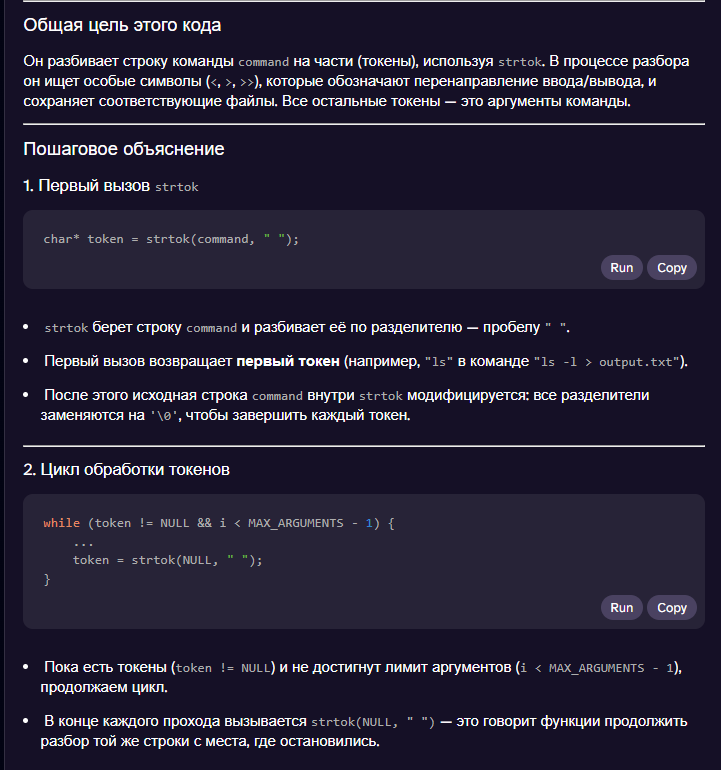 Общая цель этого кода
Он разбивает строку команды command на части (токены), используя strtok. В процессе разбора
он ищет особые символы (<, >, >>), которые обозначают перенаправление ввода/вывода, и
сохраняет соответствующие файлы. Все остальные токены — это аргументы команды.
Пошаговое объяснение
1. Первый вызов strtok
char* token = strtok(command, " ");
Run Copy
• strtok берет строку command и разбивает её по разделителю — пробелу " ".
• Первый вызов возвращает первый токен (например, "ls" в команде "ls -l > output.txt").
• После этого исходная строка command внутри strtok модифицируется: все разделители
заменяются на '\0', чтобы завершить каждый токен.
2. Цикл обработки токенов
while (token != NULL && i < MAX_ARGUMENTS - 1) {
...
token = strtok(NULL, " ");
}
Run Copy
• Пока есть токены (token != NULL) и не достигнут лимит аргументов (i < MAX_ARGUMENTS - 1),
продолжаем цикл.
• В конце каждого прохода вызывается strtok(NULL, " ") — это говорит функции продолжить
разбор той же строки с места, где остановились.